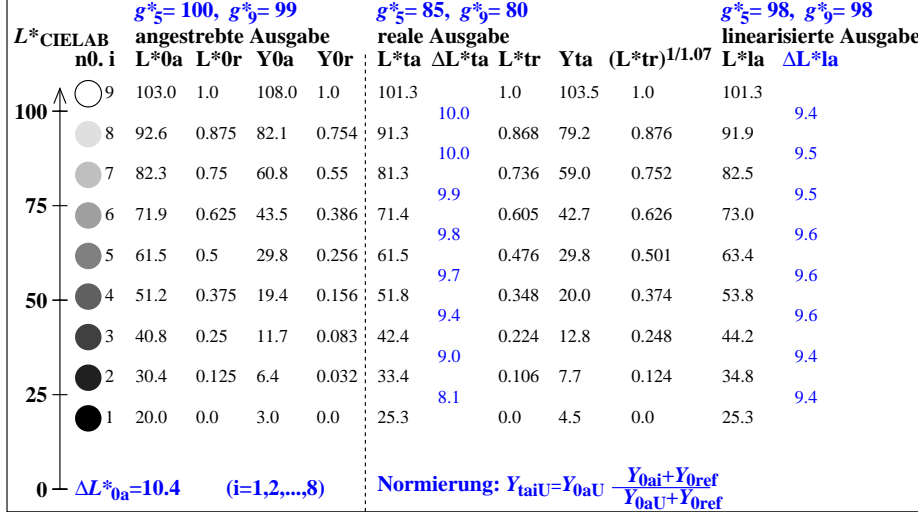 g*5= 100, g*9= 99 g*5= 85, g*9= 80 g*5= 98, g*9= 98
L*CIELAB angestrebte Ausgabe reale Ausgabe linearisierte Ausgabe
n0. i L*0a L*0r Y0a Y0r L*ta ΔL*ta L*tr Yta (L*tr)1/1.07 L*la ΔL*la
9 103.0 1.0 108.0 1.0 101.3 1.0 103.5 1.0 101.3
100 10.0 9.4
8 92.6 0.875 82.1 0.754 91.3 0.868 79.2 0.876 91.9
10.0 9.5
7 82.3 0.75 60.8 0.55 81.3 0.736 59.0 0.752 82.5
75 9.9 9.5
6 71.9 0.625 43.5 0.386 71.4 0.605 42.7 0.626 73.0
9.8 9.6
5 61.5 0.5 29.8 0.256 61.5 0.476 29.8 0.501 63.4
9.7 9.6
50 4 51.2 0.375 19.4 0.156 51.8 0.348 20.0 0.374 53.8
9.4 9.6
3 40.8 0.25 11.7 0.083 42.4 0.224 12.8 0.248 44.2
9.0 9.4
2 30.4 0.125 6.4 0.032 33.4 0.106 7.7 0.124 34.8
25 8.1 9.4
1 20.0 0.0 3.0 0.0 25.3 0.0 4.5 0.0 25.3
0 ΔL*0a=10.4 (i=1,2,...,8) Normierung: YtaiU=Y0aU Y0ai+Y0ref
Y0aU+Y0ref